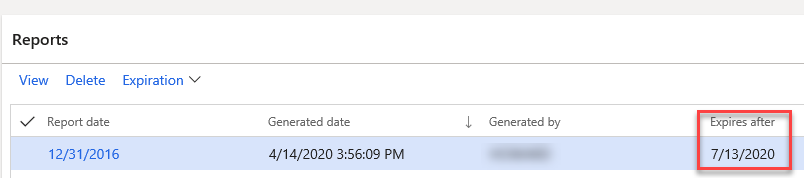 Reports
View Delete Expiration
Report date Generated date Generated by Expires after
12/31/2016 4/14/2020 3:56:09 PM 7/13/2020